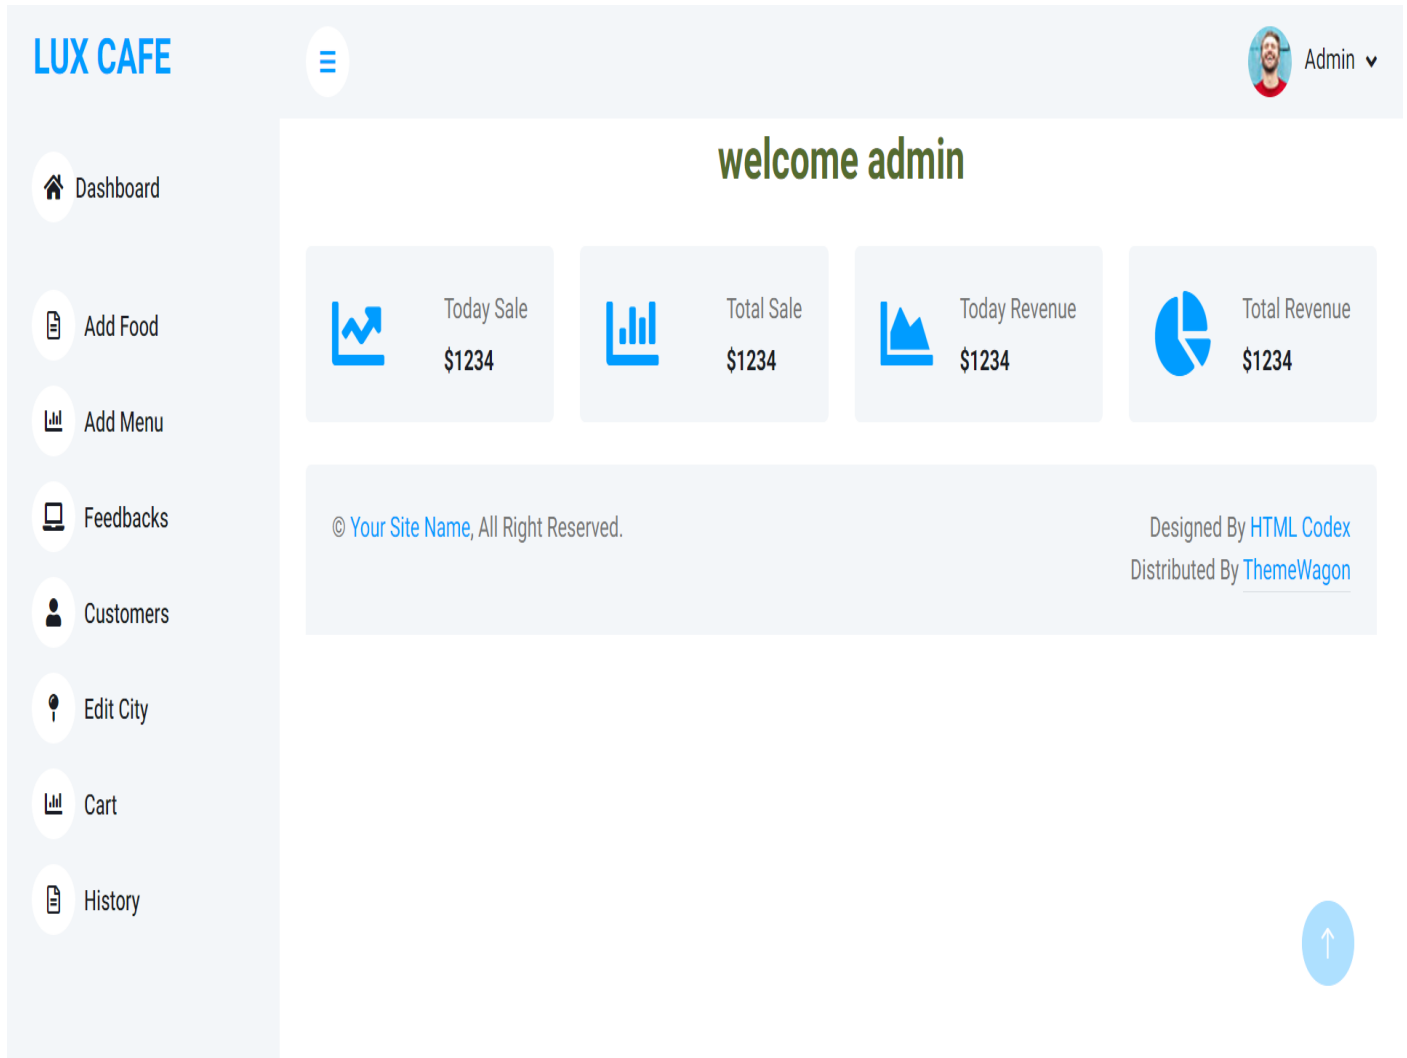 LUX CAFE
Admin
welcome admin
Dashboard
Add Food
Add Menu
Feedbacks
Customers
Edit City
Cart
History
Today Sale
$1234
Total Sale
$1234
Today Revenue
$1234
Total Revenue
$1234
© Your Site Name, All Right Reserved.
Designed By HTML Codex
Distributed By ThemeWagon